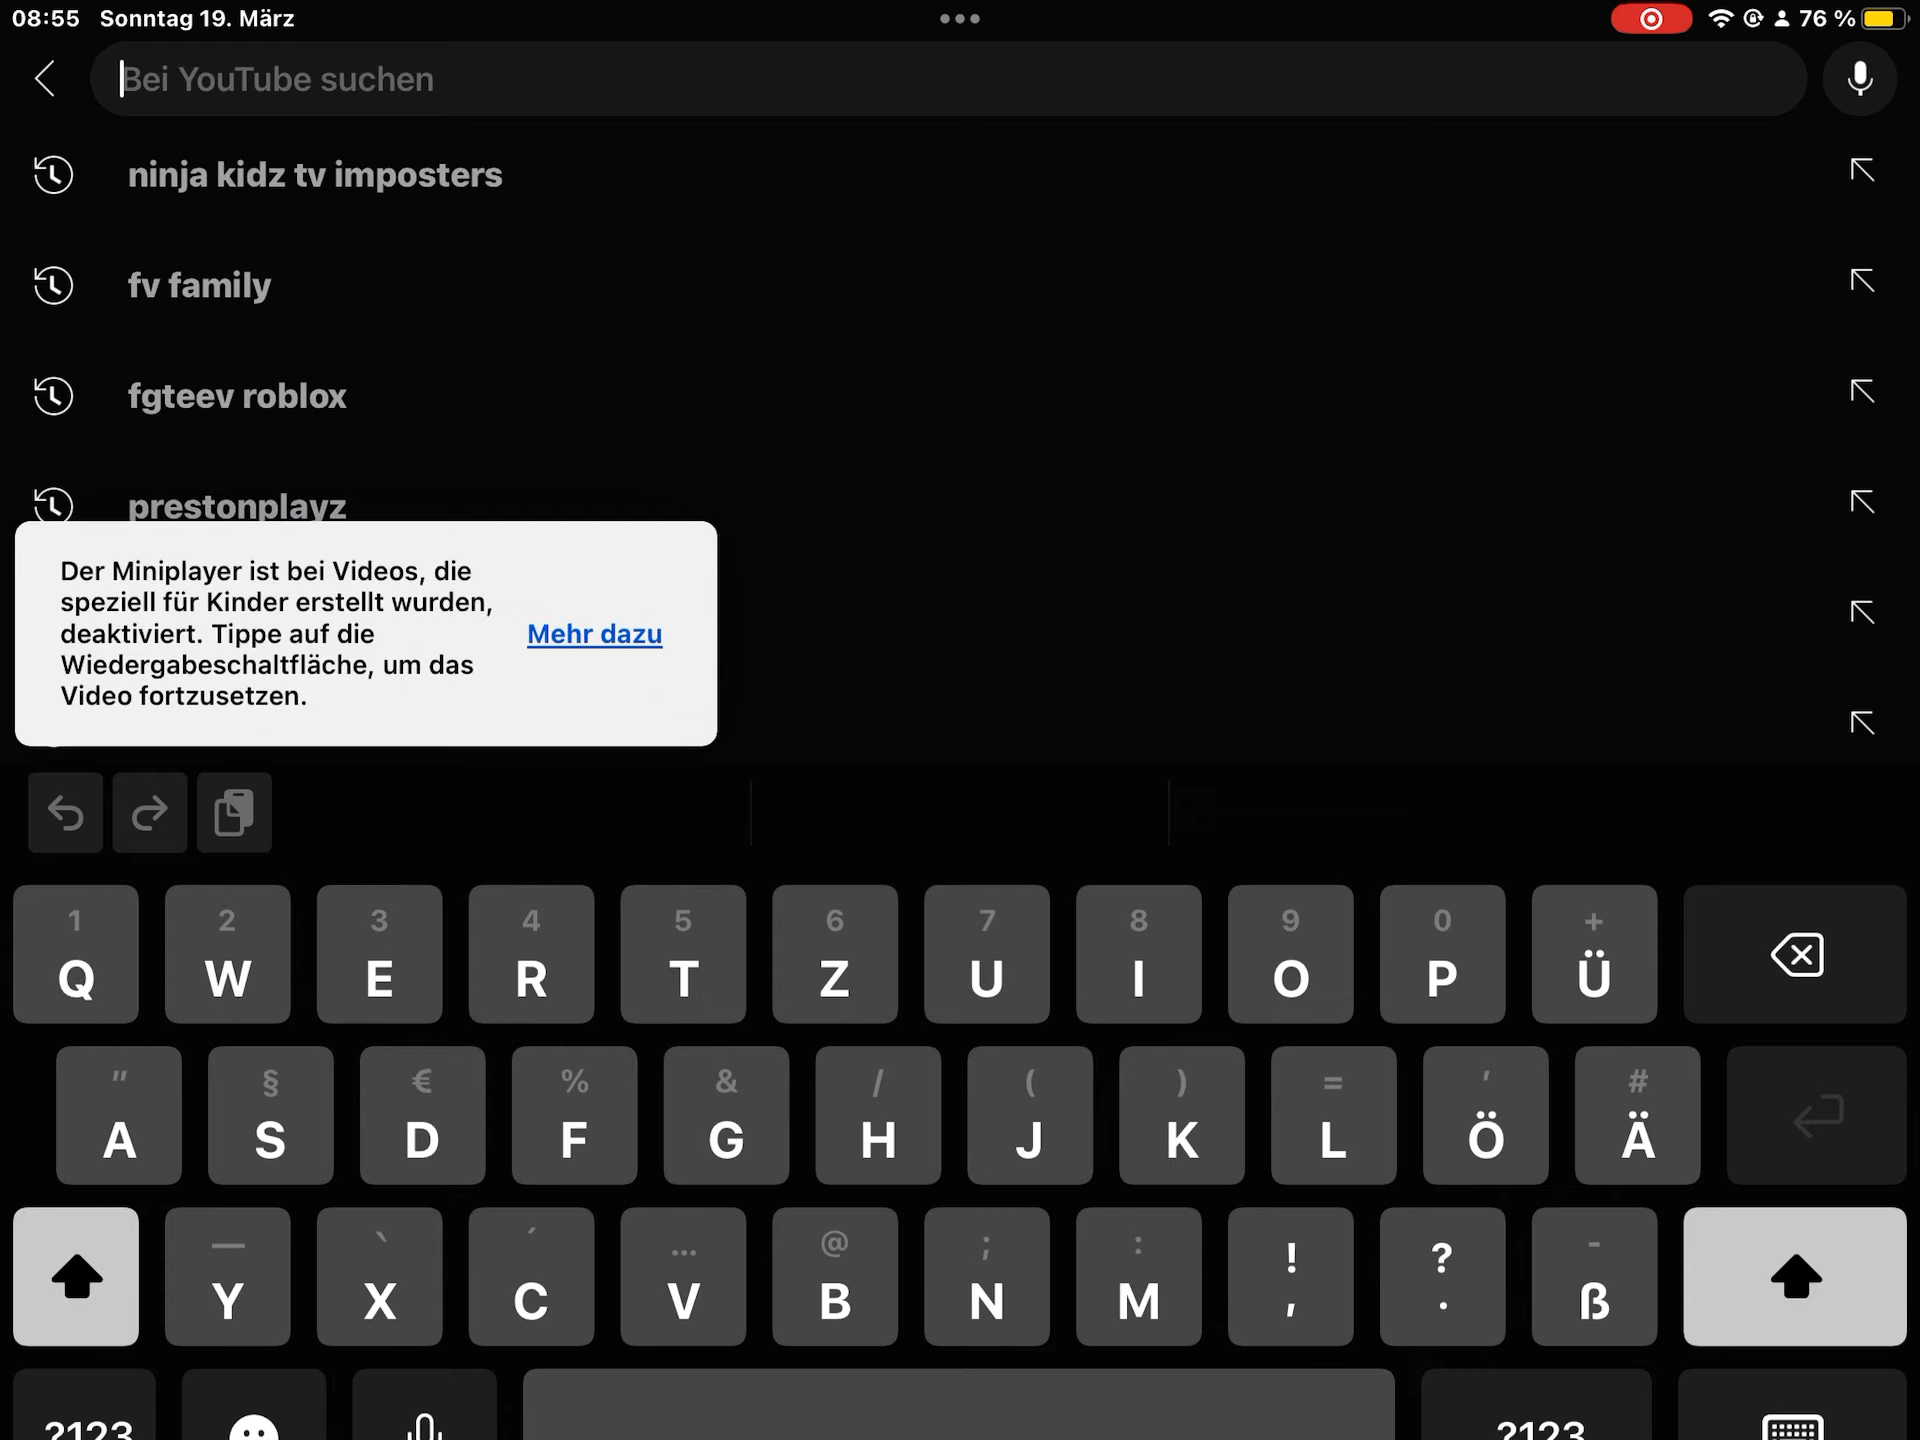 08:55 Sonntag 19. März
76 %
Bei YouTube suchen
ninja kidz tv imposters
fv family
fgteev roblox
prestonplayz
Der Miniplayer ist bei Videos, die
speziell für Kinder erstellt wurden,
deaktiviert. Tippe auf die
Wiedergabeschaltfläche, um das
Video fortzusetzen.
Mehr dazu
1 2 3 4 5 6 7 8 9 0 +
Q W E R T Z U I O P Ü
" § € % & / ( ) = ' #
A S D F G H J K L Ö Ä
— ` ´ … @ ; : ! ? -
Y X C V B N M , . ß
?123 ?123